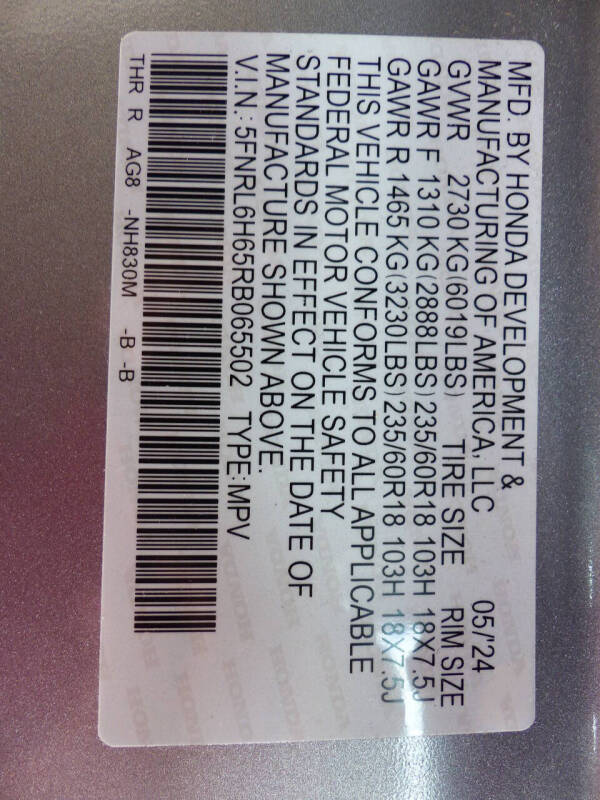 MFD. BY HONDA DEVELOPMENT &
MANUFACTURING OF AMERICA, LLC 05/'24
GVWR 2730 KG(6019LBS) TIRE SIZE RIM SIZE
GAWR F 1310 KG(2888LBS) 235/60R18 103H 18X7.5J
GAWR R 1465 KG(3230LBS) 235/60R18 103H 18X7.5J
THIS VEHICLE CONFORMS TO ALL APPLICABLE
FEDERAL MOTOR VEHICLE SAFETY
STANDARDS IN EFFECT ON THE DATE OF
MANUFACTURE SHOWN ABOVE.
V.I.N.: 5FNRL6H65RB065502 TYPE:MPV
THR R AG8 -NH830M -B -B